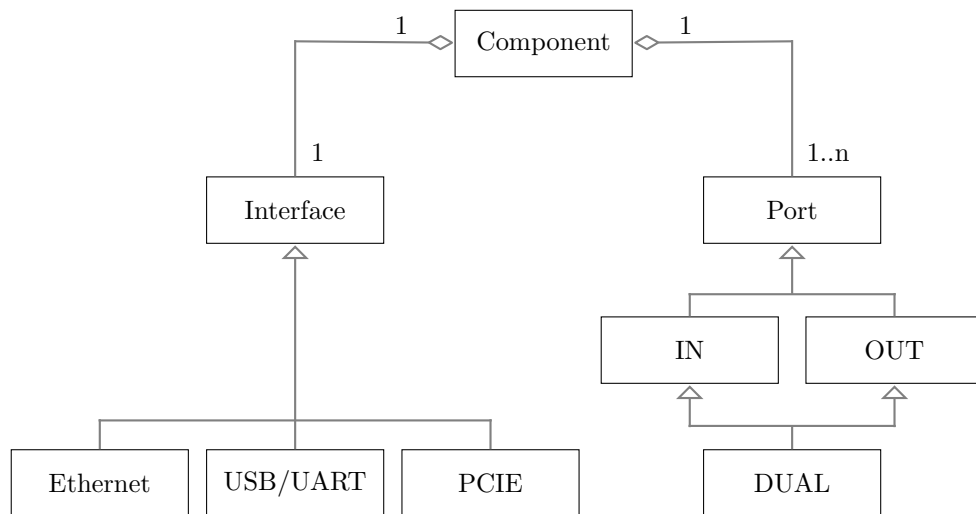 1
Component
1
1
1..n
Interface
Port
IN
OUT
Ethernet
USB/UART
PCIE
DUAL